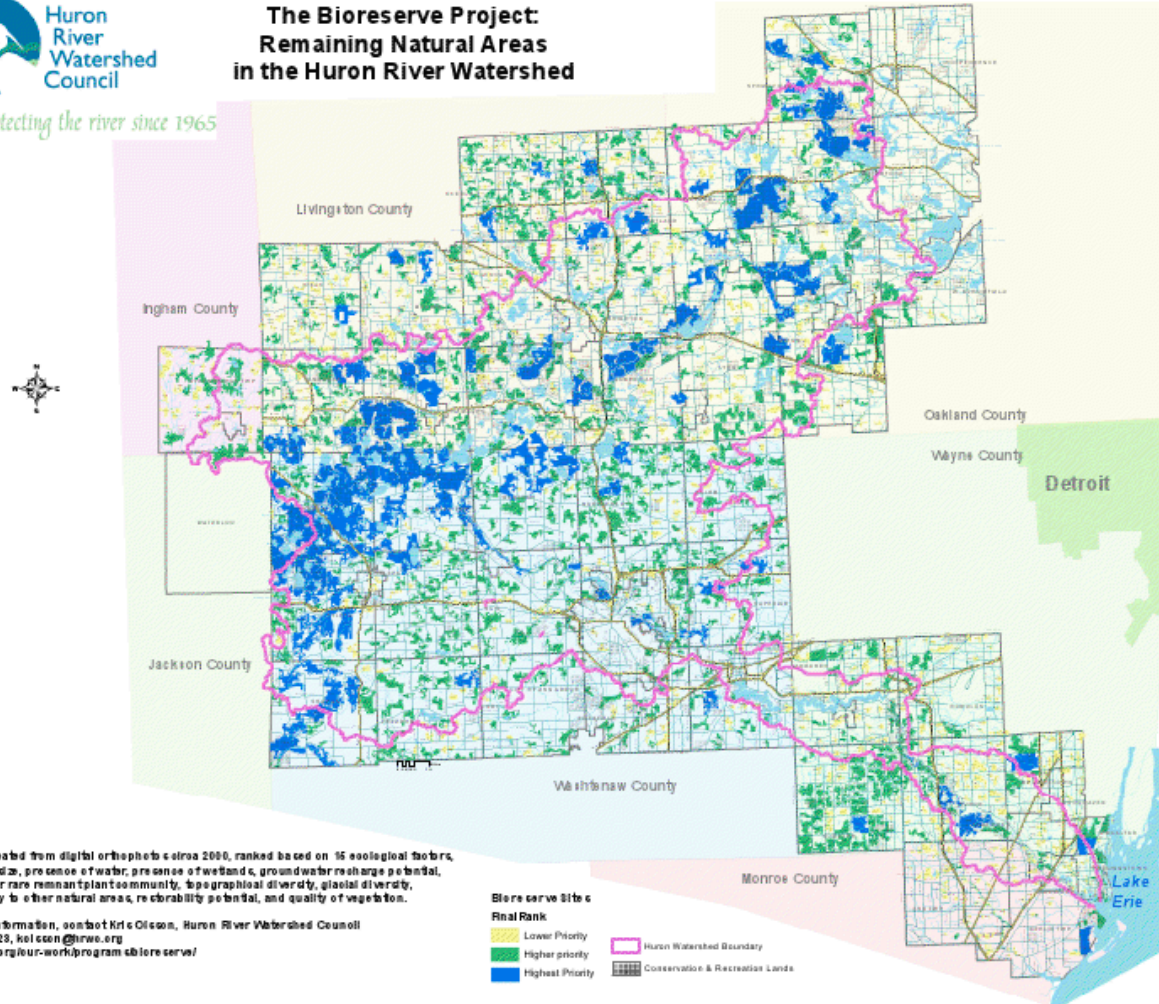 Huron
River
Watershed
Council
tecting the river since 1965
The Bioreserve Project:
Remaining Natural Areas
in the Huron River Watershed
Livingston County
Ingham County
N
W
E
S
Oakland County
Wayne County
Detroit
WATERLOO
Jackson County
Washtenaw County
Monroe County
Lake
Erie
ated from digital orthophotos circa 2000, ranked based on 15 ecological factors,
size, presence of water, presence of wetlands, groundwater recharge potential,
r rare remnant plant community, topographical diversity, glacial diversity,
y to other natural areas, restorability potential, and quality of vegetation.
formation, contact Kris Olsson, Huron River Watershed Council
23, kolsson@hrwc.org
org/our-work/programs/bioreserve/
Bioreserve Sites
Final Rank
Lower Priority
Higher priority
Highest Priority
Huron Watershed Boundary
Conservation & Recreation Lands